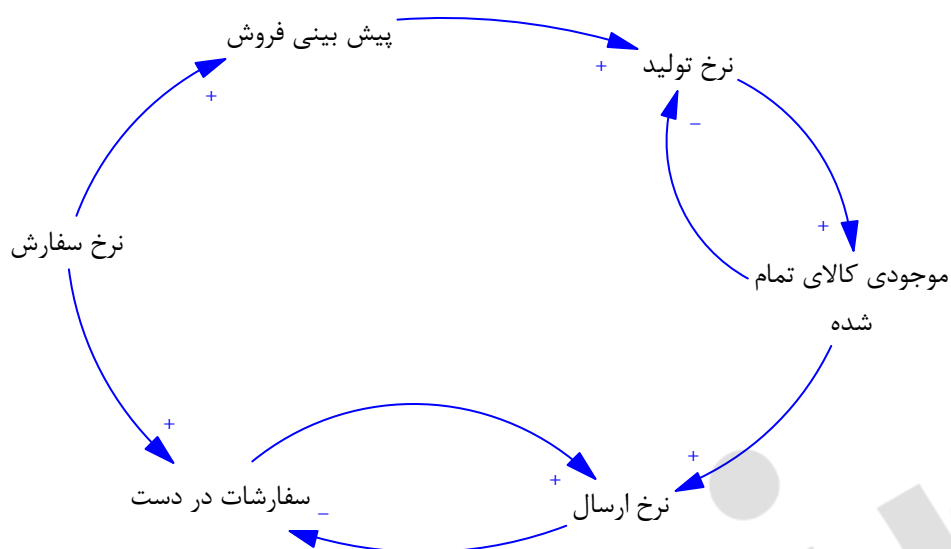 پیش بینی فروش
+
نرخ تولید
+
−
نرخ سفارش
+
موجودی کالای تمام
شده
+
سفارشات در دست
−
+
نرخ ارسال
+